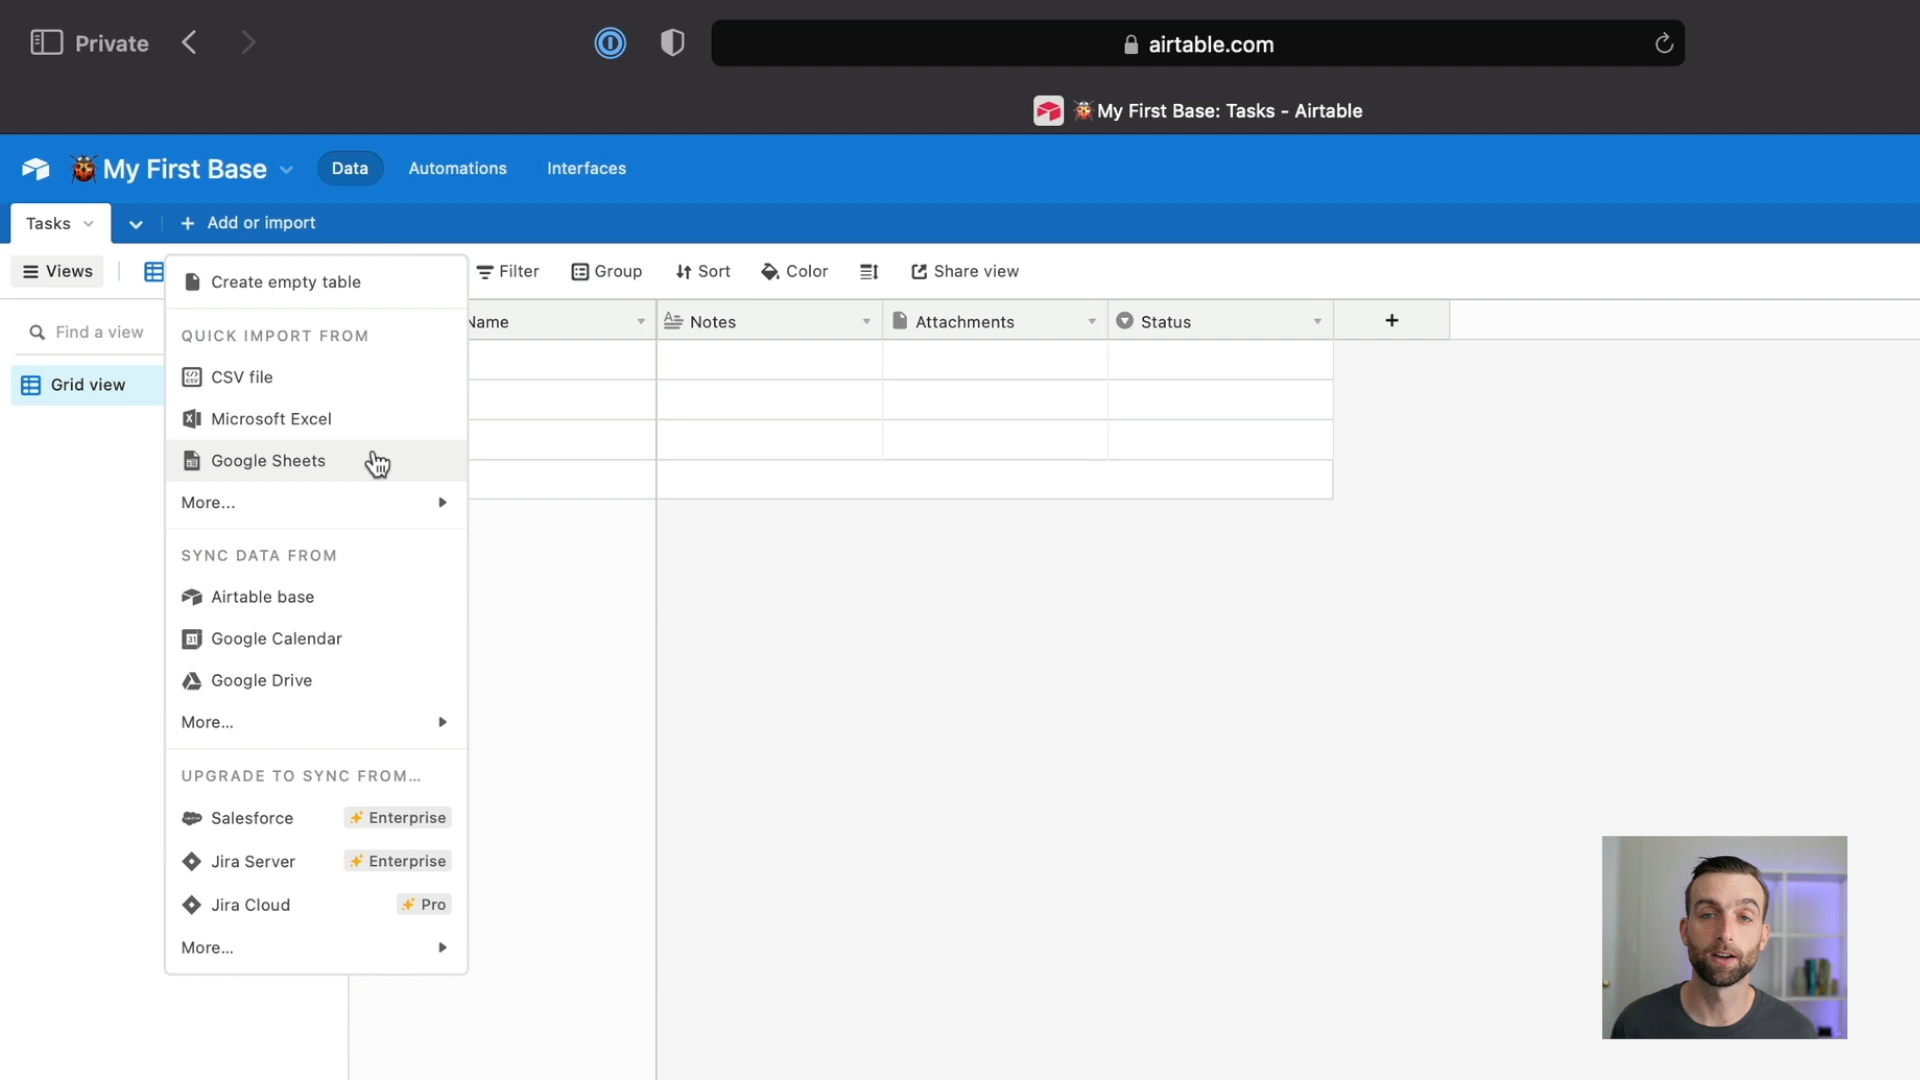 Private
airtable.com
My First Base: Tasks - Airtable
My First Base
Data
Automations
Interfaces
Tasks
+ Add or import
Views
Filter
Group
Sort
Color
Share view
Create empty table
QUICK IMPORT FROM
CSV file
Microsoft Excel
Google Sheets
More...
SYNC DATA FROM
Airtable base
Google Calendar
Google Drive
More...
UPGRADE TO SYNC FROM...
Salesforce Enterprise
Jira Server Enterprise
Jira Cloud Pro
More...
Find a view
Grid view
Name
Notes
Attachments
Status
+